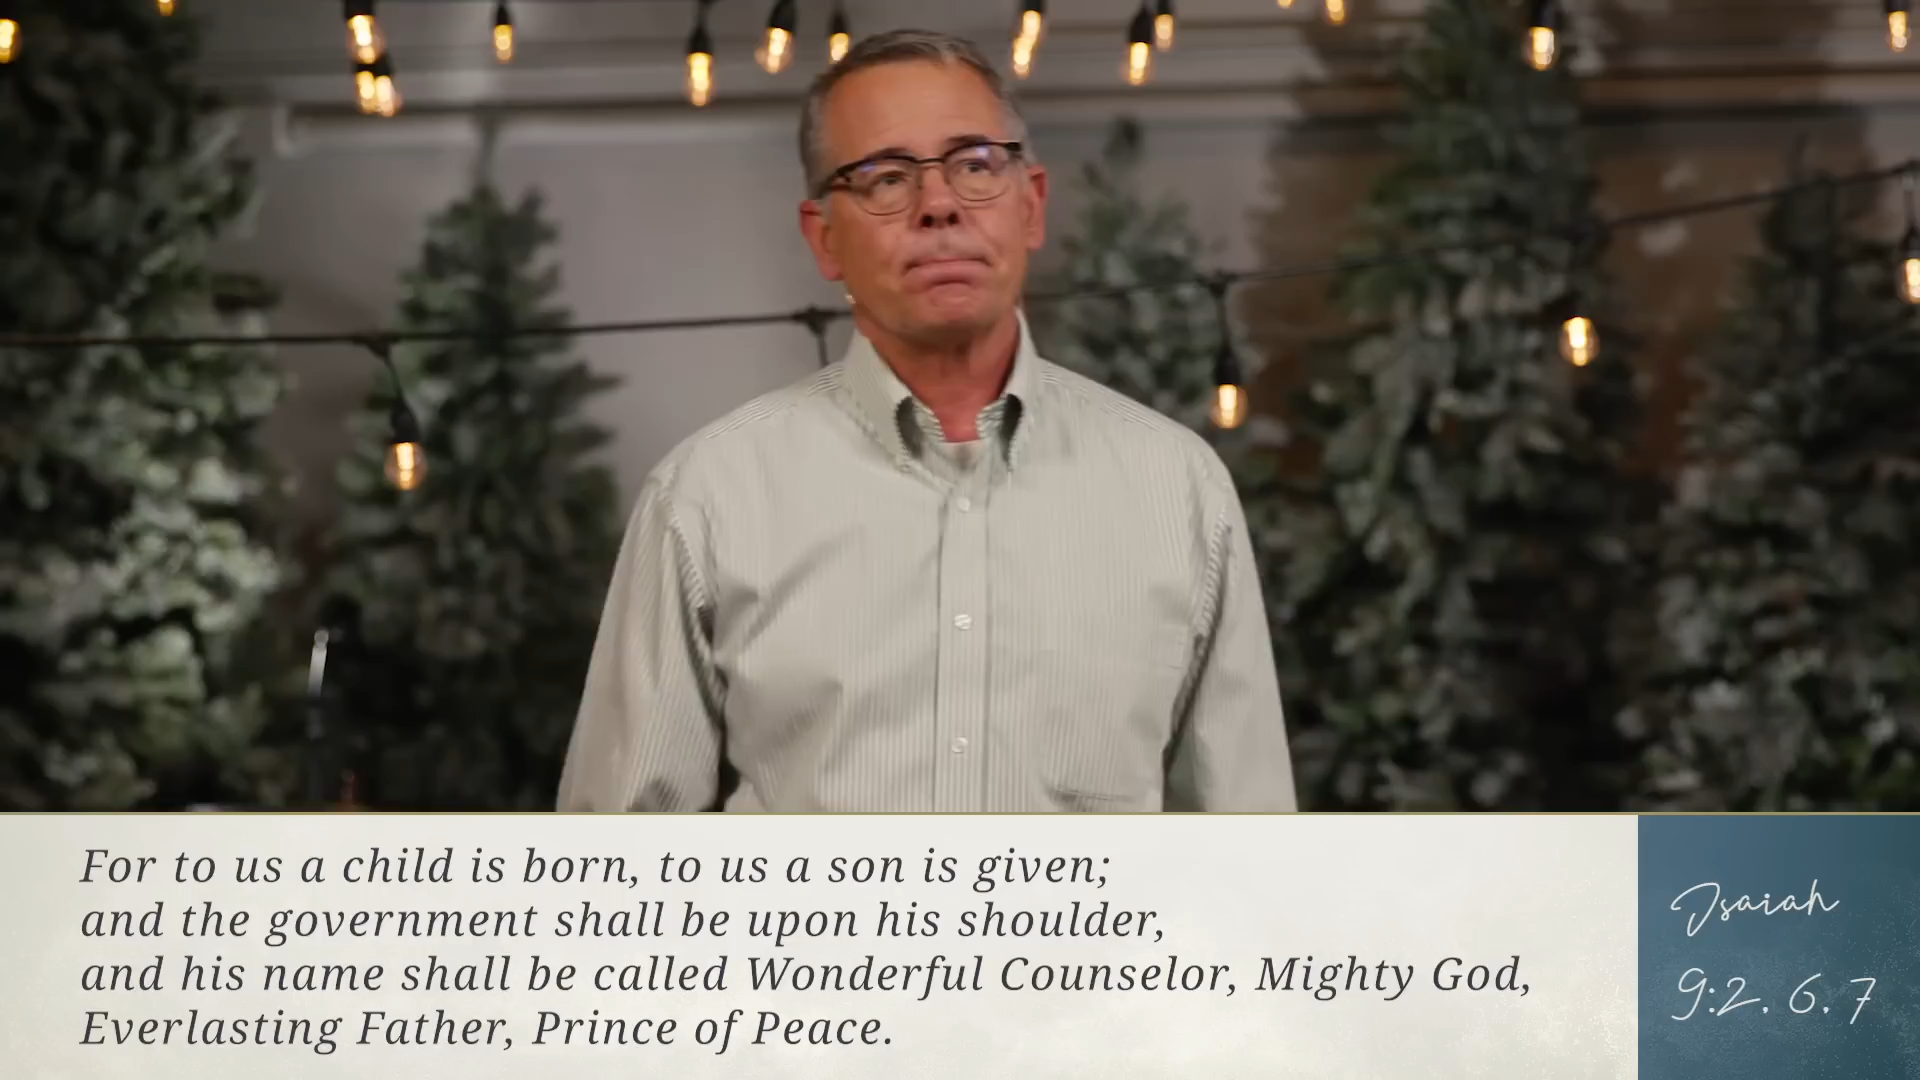 For to us a child is born, to us a son is given;
and the government shall be upon his shoulder,
and his name shall be called Wonderful Counselor, Mighty God,
Everlasting Father, Prince of Peace.
Isaiah
9:2. 6. 7